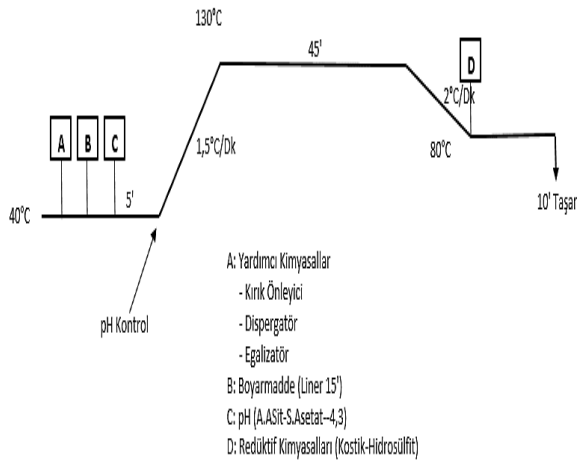 130°C
45'
D
2°C/Dk
A
B
C
1,5°C/Dk
80°C
5'
40°C
10' Taşar
pH Kontrol
A: Yardımcı Kimyasallar
- Kırık Önleyici
- Dispergatör
- Egalizatör
B: Boyarmadde (Liner 15')
C: pH (A.ASit-S.Asetat--4,3)
D: Redüktif Kimyasalları (Kostik-Hidrosülfit)